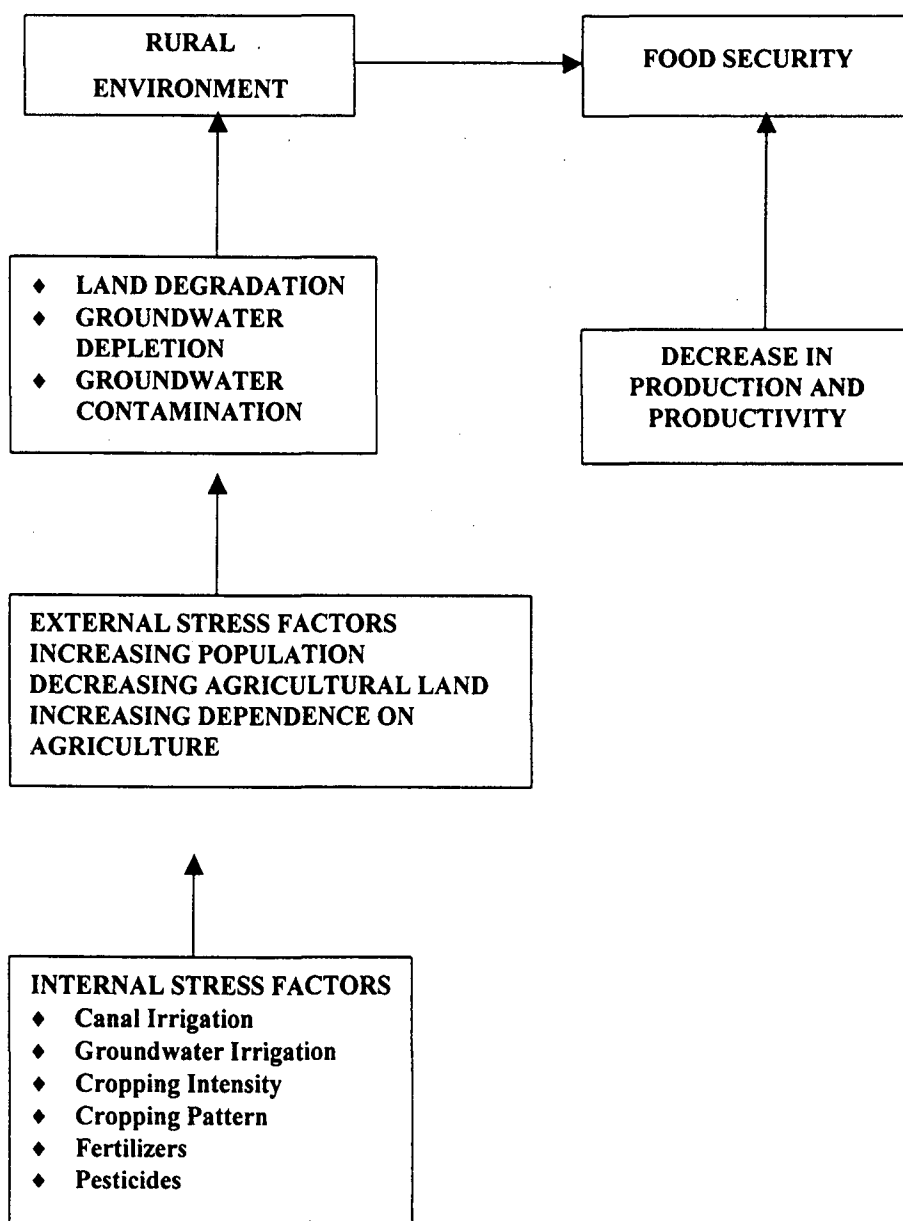 RURAL
ENVIRONMENT
FOOD SECURITY
♦ LAND DEGRADATION
♦ GROUNDWATER
DEPLETION
♦ GROUNDWATER
CONTAMINATION
DECREASE IN
PRODUCTION AND
PRODUCTIVITY
EXTERNAL STRESS FACTORS
INCREASING POPULATION
DECREASING AGRICULTURAL LAND
INCREASING DEPENDENCE ON
AGRICULTURE
INTERNAL STRESS FACTORS
♦ Canal Irrigation
♦ Groundwater Irrigation
♦ Cropping Intensity
♦ Cropping Pattern
♦ Fertilizers
♦ Pesticides